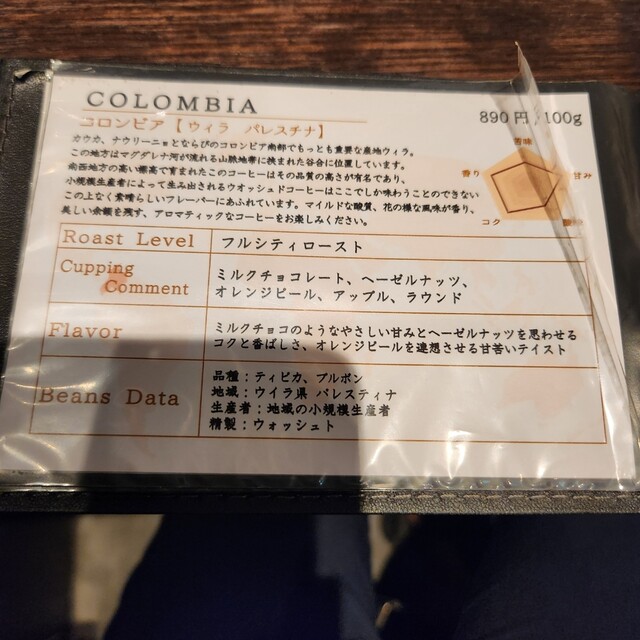 COLOMBIA
890円/100g
コロンビア【ウィラ パレスチナ】
カウカ、ナウリーニョとならびのコロンビア南部でもっとも重要な産地ウィラ。
この地方はマグダレナ河が流れる山脈地帯に挟まれた谷合に位置しています。
南西地方の高い標高で育まれたこのコーヒーはその品質の高さが有名であり、
小規模生産者によって生み出されるウオッシュドコーヒーはここでしか味わうことのできない
この上なく素晴らしいフレーバーにあふれています。マイルドな酸質、花の様な風味が香り、
美しい余韻を残す、アロマティックなコーヒーをお楽しみください。
苦味
香り
甘み
コク
Roast Level
フルシティロースト
Cupping
Comment
ミルクチョコレート、ヘーゼルナッツ、
オレンジピール、アップル、ラウンド
Flavor
ミルクチョコのようなやさしい甘みとヘーゼルナッツを思わせる
コクと香ばしさ、オレンジピールを連想させる甘苦いテイスト
Beans Data
品種：ティピカ、ブルボン
地域：ウイラ県 パレスティナ
生産者：地域の小規模生産者
精製：ウォッシュト